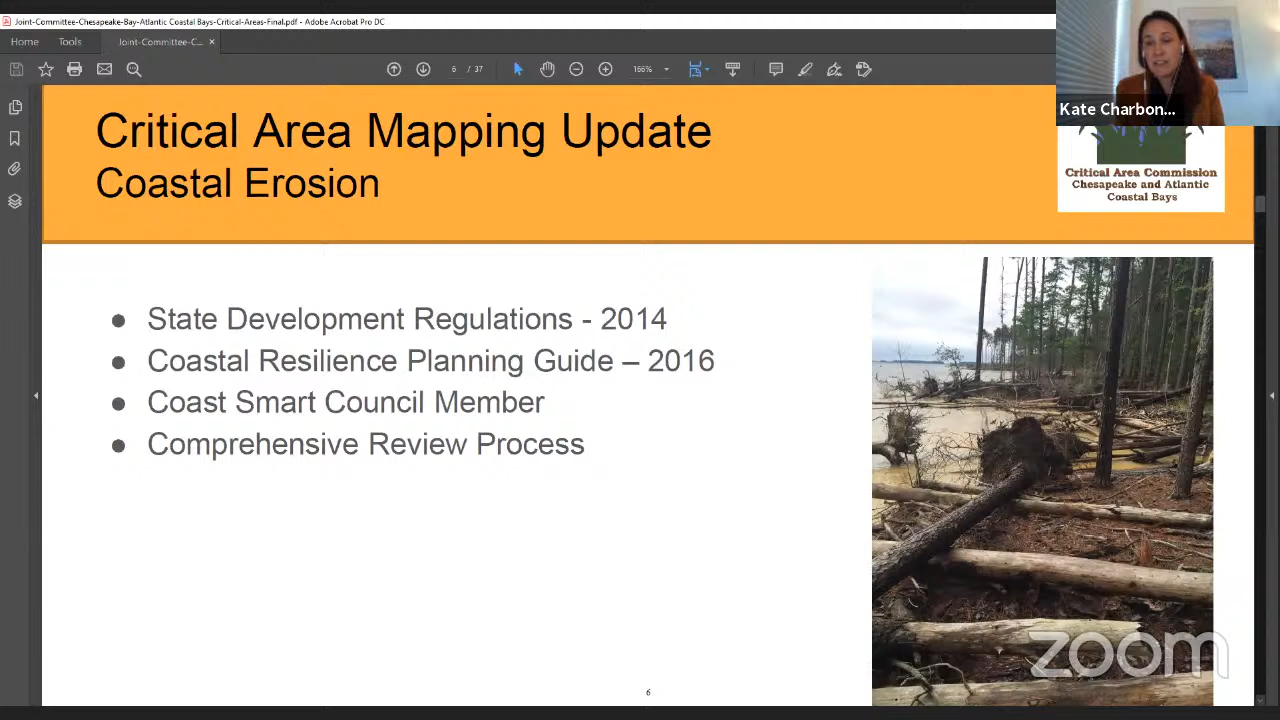 Joint-Committee-Chesapeake-Bay-Atlantic Coastal Bays-Critical-Areas-Final.pdf - Adobe Acrobat Pro DC
Home Tools Joint-Committee-C... ×
6 / 37 166%
Kate Charbon...
Critical Area Mapping Update
Coastal Erosion
Critical Area Commission
Chesapeake and Atlantic
Coastal Bays
● State Development Regulations - 2014
● Coastal Resilience Planning Guide – 2016
● Coast Smart Council Member
● Comprehensive Review Process
zoom
6